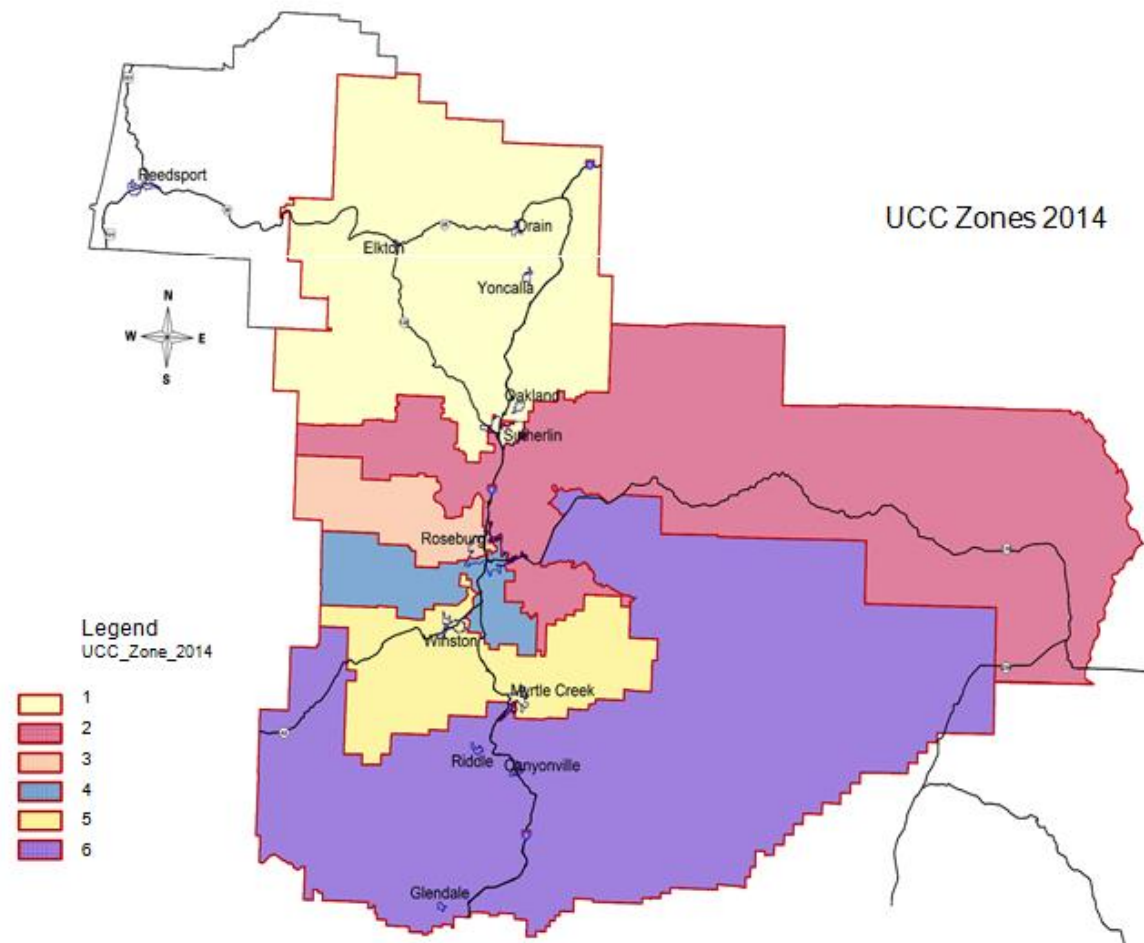 UCC Zones 2014
Reedsport
Elkton
Drain
Yoncalla
N
W E
S
Oakland
Sutherlin
Roseburg
Winston
Myrtle Creek
Riddle
Canyonville
Glendale
Legend
UCC_Zone_2014
1
2
3
4
5
6